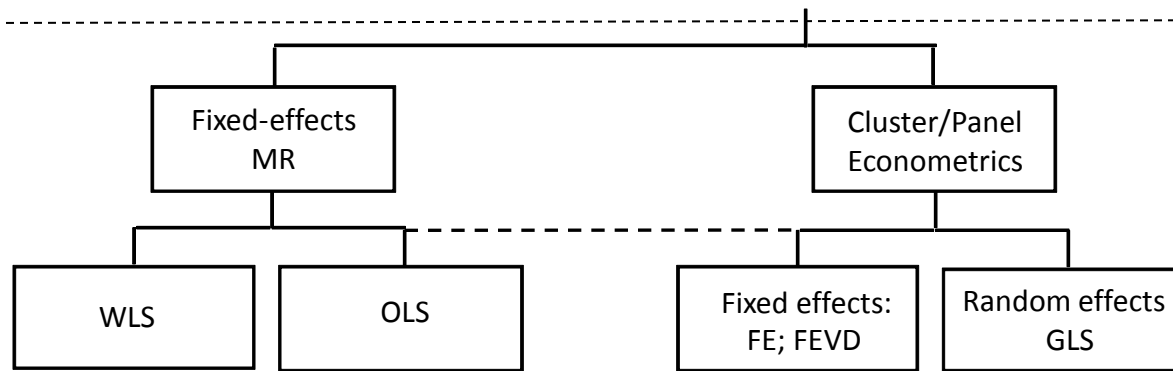 Fixed-effects
MR
Cluster/Panel
Econometrics
WLS
OLS
Fixed effects:
FE; FEVD
Random effects
GLS